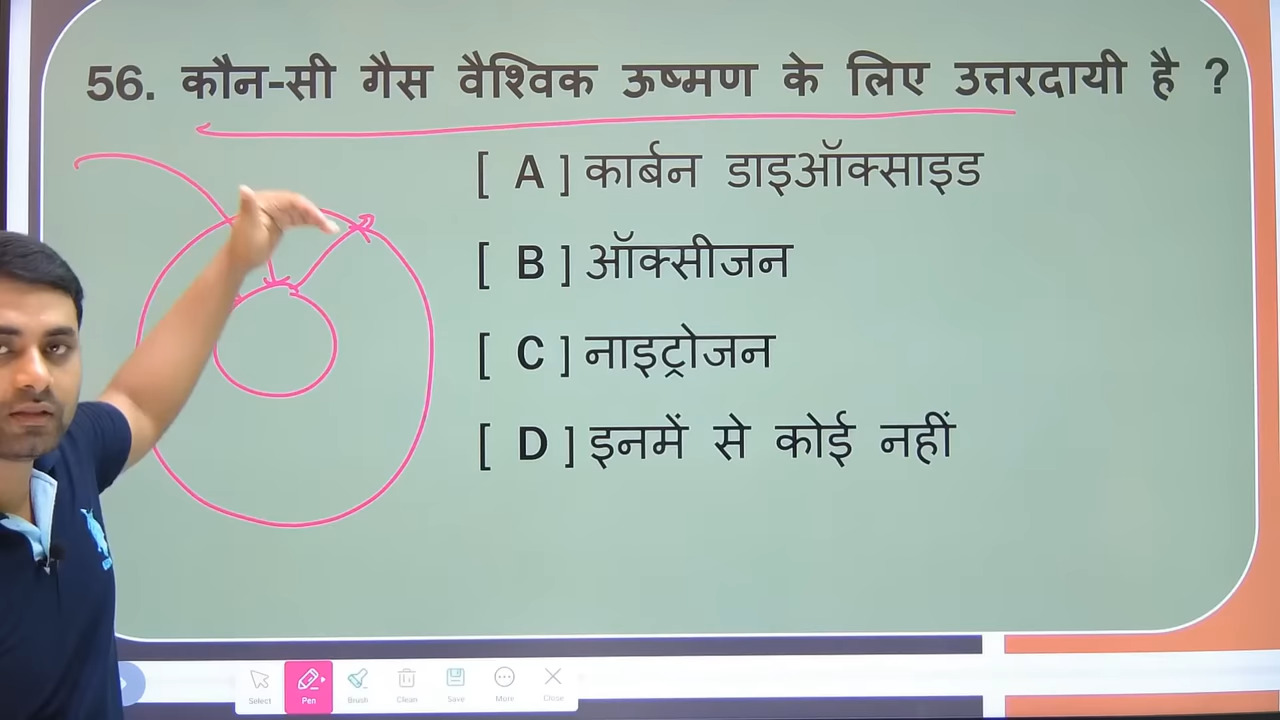 56. कौन-सी गैस वैश्विक ऊष्मण के लिए उत्तरदायी है ?
[ A ] कार्बन डाइऑक्साइड
[ B ] ऑक्सीजन
[ C ] नाइट्रोजन
[ D ] इनमें से कोई नहीं
Select Pen Brush Clean Save More Close